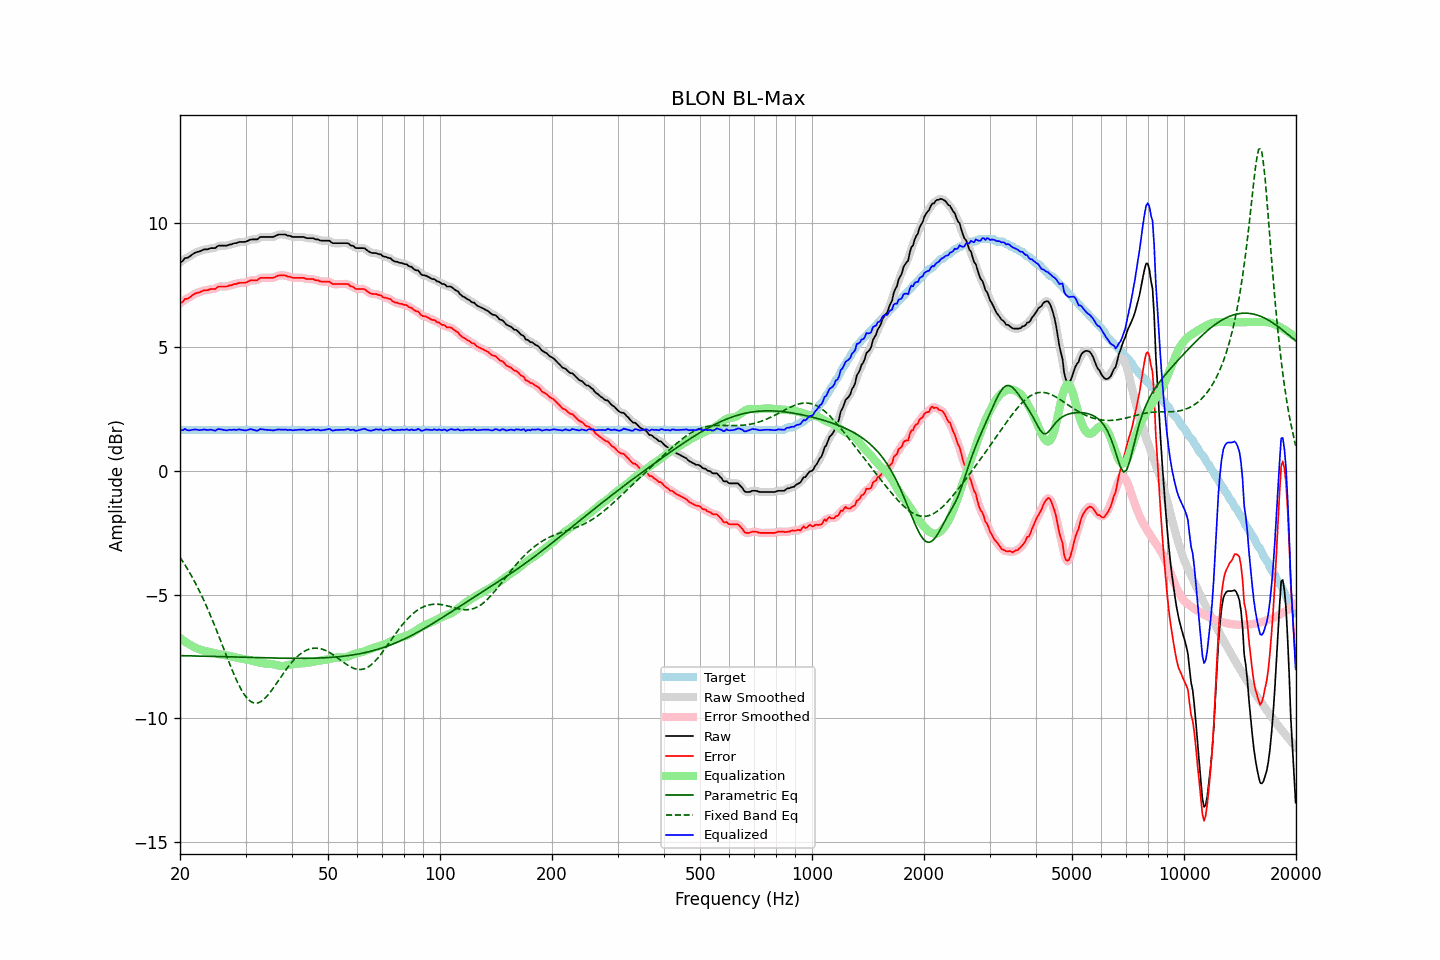 BLON BL-Max
Amplitude (dBr)
10
5
0
−5
−10
−15
Target
Raw Smoothed
Error Smoothed
Raw
Error
Equalization
Parametric Eq
Fixed Band Eq
Equalized
20 50 100 200 500 1000 2000 5000 10000 20000
Frequency (Hz)